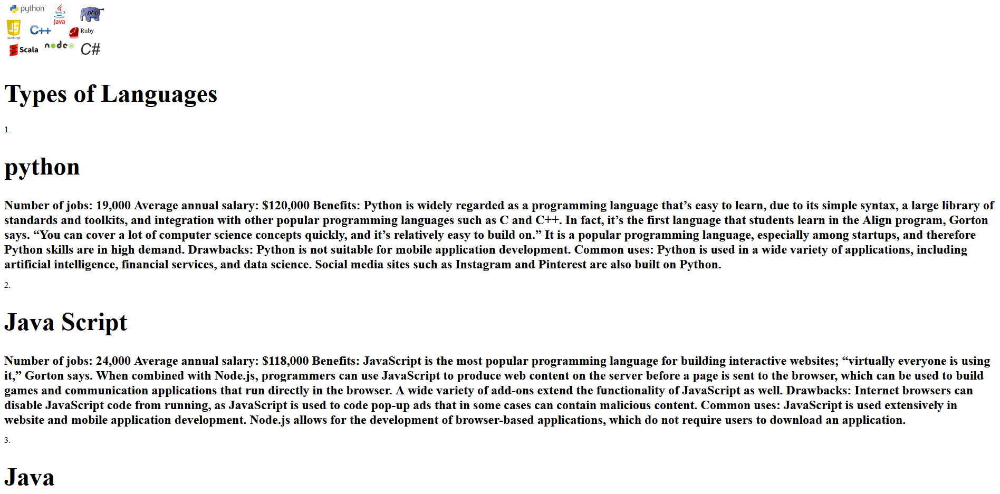 python
Java
php
JS
JavaScript
C++
Ruby
Scala
node
JS
C#
Types of Languages
1.
python
Number of jobs: 19,000 Average annual salary: $120,000 Benefits: Python is widely regarded as a programming language that’s easy to learn, due to its simple syntax, a large library of
standards and toolkits, and integration with other popular programming languages such as C and C++. In fact, it’s the first language that students learn in the Align program, Gorton
says. “You can cover a lot of computer science concepts quickly, and it’s relatively easy to build on.” It is a popular programming language, especially among startups, and therefore
Python skills are in high demand. Drawbacks: Python is not suitable for mobile application development. Common uses: Python is used in a wide variety of applications, including
artificial intelligence, financial services, and data science. Social media sites such as Instagram and Pinterest are also built on Python.
2.
Java Script
Number of jobs: 24,000 Average annual salary: $118,000 Benefits: JavaScript is the most popular programming language for building interactive websites; “virtually everyone is using
it,” Gorton says. When combined with Node.js, programmers can use JavaScript to produce web content on the server before a page is sent to the browser, which can be used to build
games and communication applications that run directly in the browser. A wide variety of add-ons extend the functionality of JavaScript as well. Drawbacks: Internet browsers can
disable JavaScript code from running, as JavaScript is used to code pop-up ads that in some cases can contain malicious content. Common uses: JavaScript is used extensively in
website and mobile application development. Node.js allows for the development of browser-based applications, which do not require users to download an application.
3.
Java